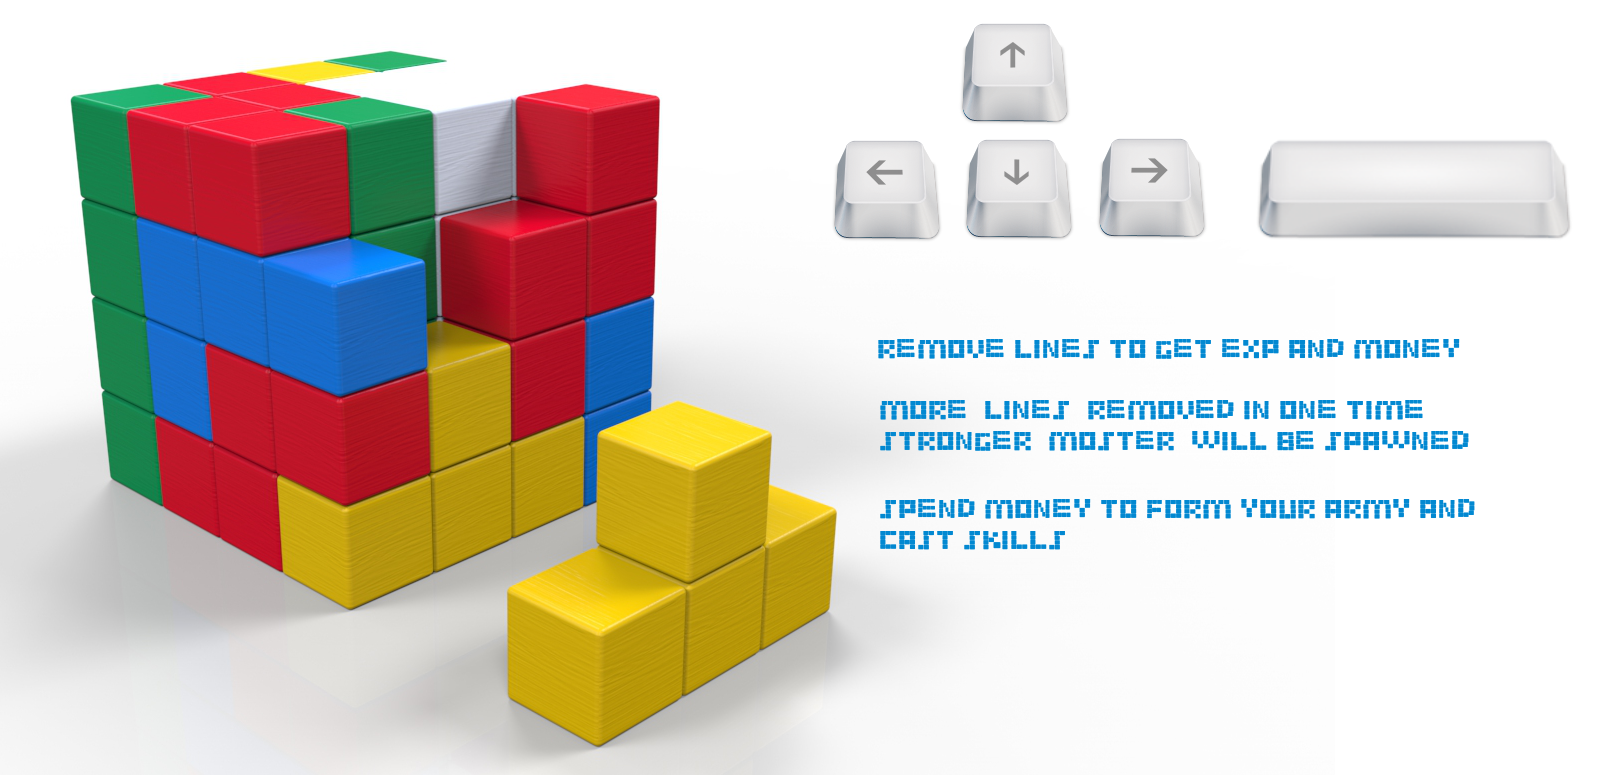 REMOVE LINES TO GET EXP AND MONEY
MORE LINES REMOVED IN ONE TIME
STRONGER MOSTER WILL BE SPAWNED
SPEND MONEY TO FORM YOUR ARMY AND
CAST SKILLS